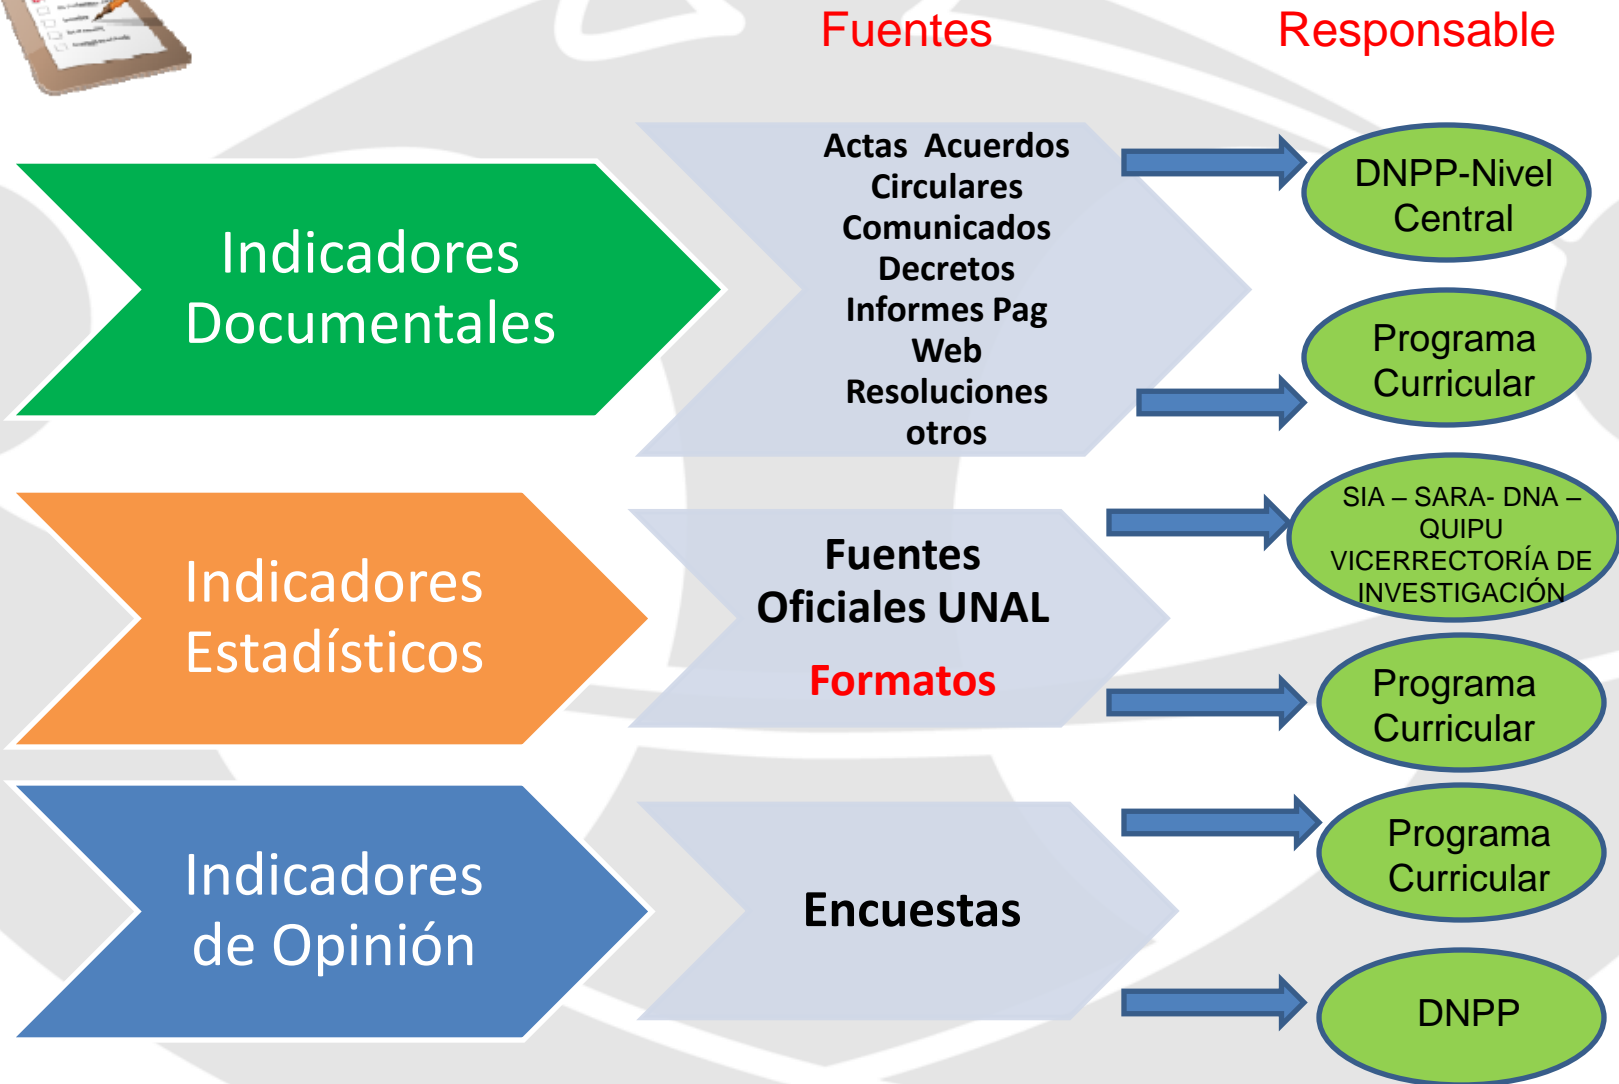 Fuentes
Responsable
Indicadores
Documentales
Actas Acuerdos
Circulares
Comunicados
Decretos
Informes Pag
Web
Resoluciones
otros
DNPP-Nivel
Central
Programa
Curricular
Indicadores
Estadísticos
Fuentes
Oficiales UNAL
Formatos
SIA – SARA- DNA –
QUIPU
VICERRECTORÍA DE
INVESTIGACIÓN
Programa
Curricular
Indicadores
de Opinión
Encuestas
Programa
Curricular
DNPP